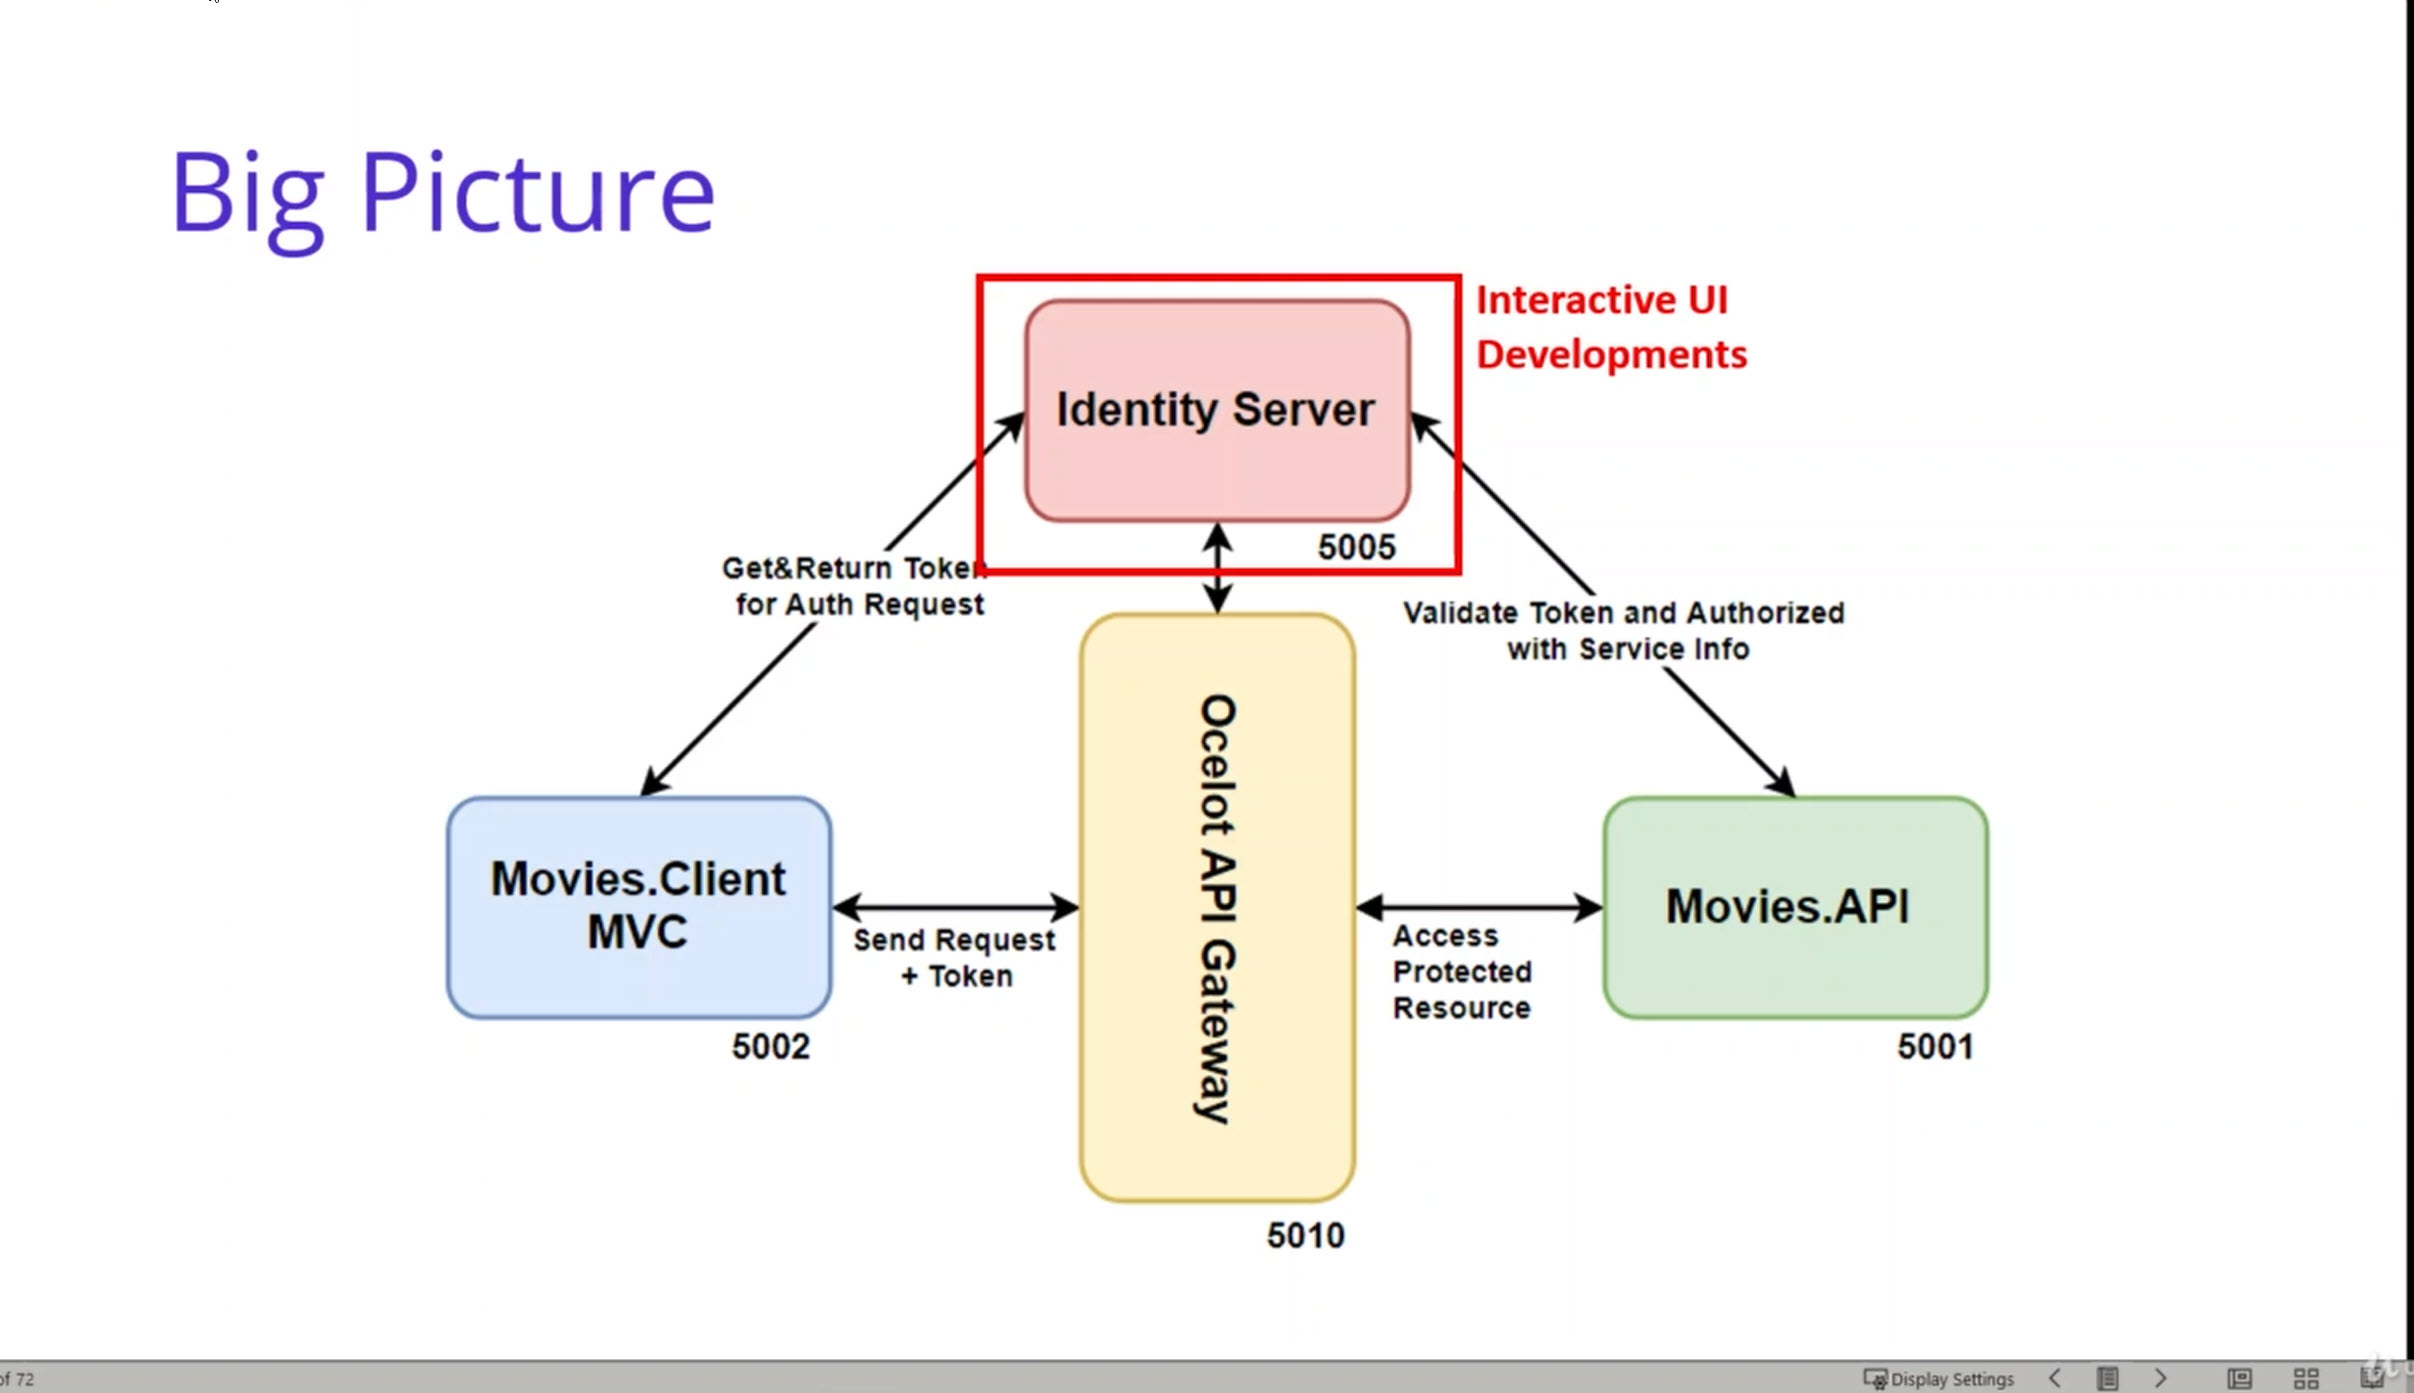 Big Picture
Interactive UI
Developments
Identity Server
5005
Get&Return Token
for Auth Request
Validate Token and Authorized
with Service Info
Ocelot API Gateway
Movies.Client
MVC
5002
Send Request
+ Token
Access
Protected
Resource
Movies.API
5001
5010
of 72
Display Settings